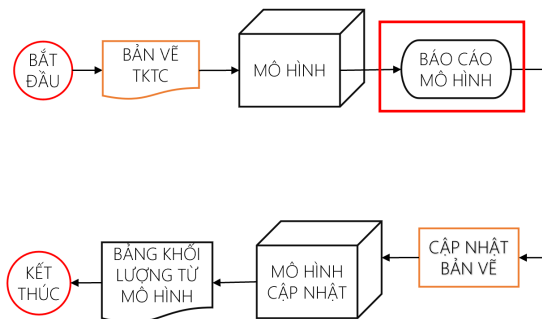 BẮT
ĐẦU
BẢN VẼ
TKTC
MÔ HÌNH
BÁO CÁO
MÔ HÌNH
KẾT
THÚC
BẢNG KHỐI
LƯỢNG TỪ
MÔ HÌNH
MÔ HÌNH
CẬP NHẬT
CẬP NHẬT
BẢN VẼ